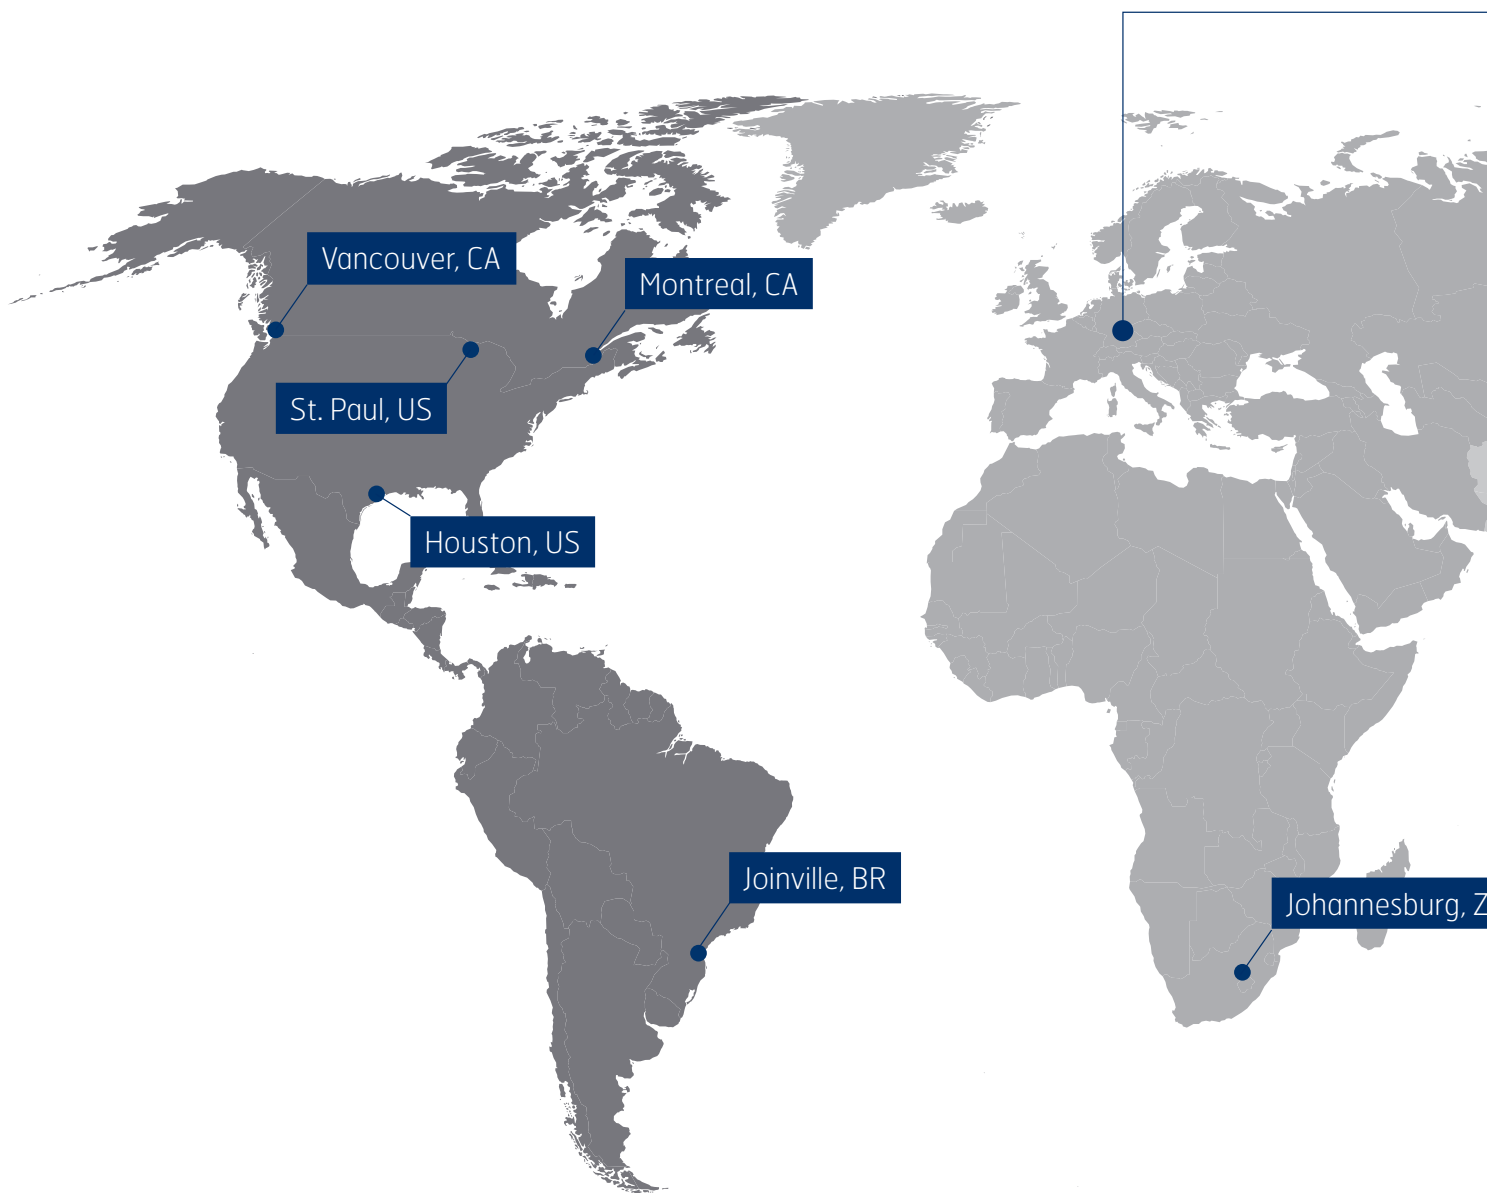 Vancouver, CA
Montreal, CA
St. Paul, US
Houston, US
Joinville, BR
Johannesburg, Z